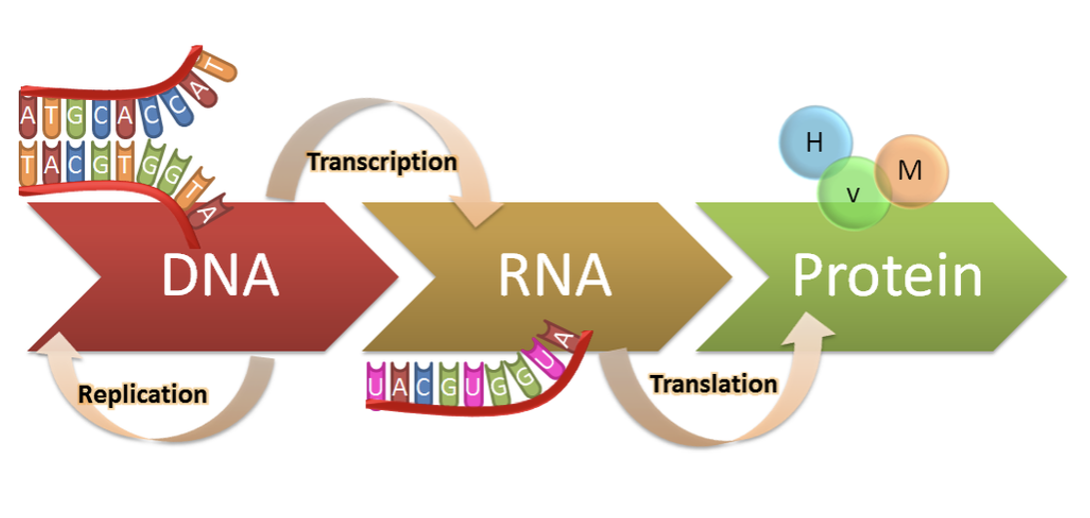 A T G C A C C A T
T A C G T G G T A
Transcription
H
v
M
DNA
RNA
Protein
Replication
U A C G U G G U A
Translation